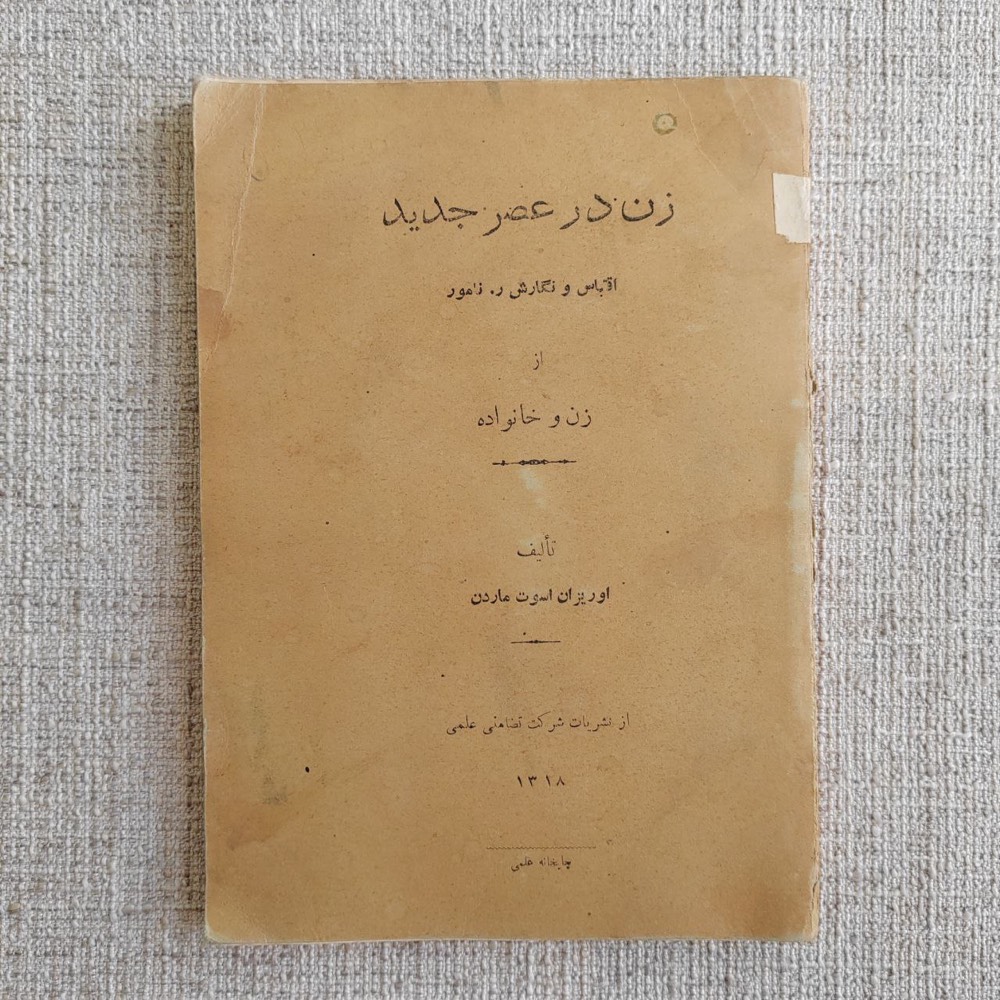 زن در عصر جدید
اقتباس و نگارش ر. نامور
از
زن و خانواده
تألیف
اوریزان اسوت ماردن
از نشریات شرکت تضامنی علمی
۱۳۱۸
چاپخانه علمی